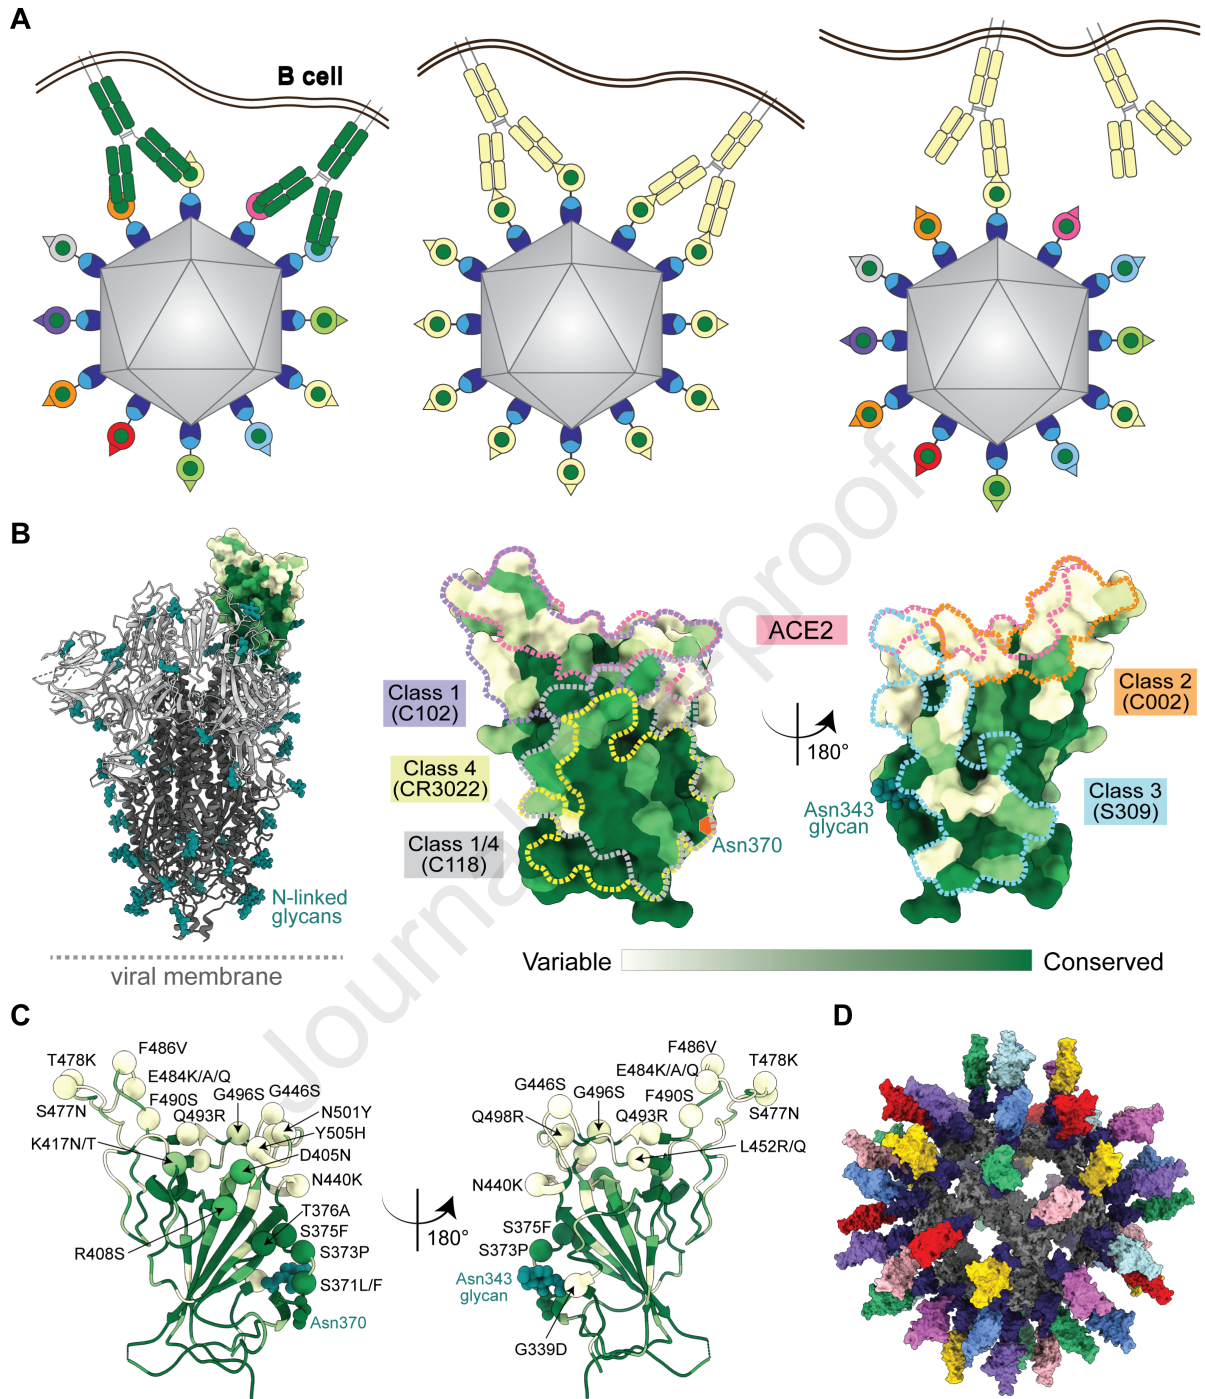 A
B cell
B
ACE2
Class 1
(C102)
Class 2
(C002)
180°
Class 4
(CR3022)
Asn343
glycan
Class 3
(S309)
Class 1/4
(C118)
Asn370
N-linked
glycans
viral membrane
Variable
Conserved
Journal Pre-proof
C
D
T478K
F486V
E484K/A/Q
G446S
G496S
S477N
F490S
Q493R
N501Y
K417N/T
Y505H
D405N
N440K
T376A
R408S
S375F
S373P
S371L/F
Asn370
180°
F486V
T478K
G446S
E484K/A/Q
G496S
F490S
Q498R
Q493R
S477N
L452R/Q
N440K
S375F
S373P
Asn343
glycan
G339D